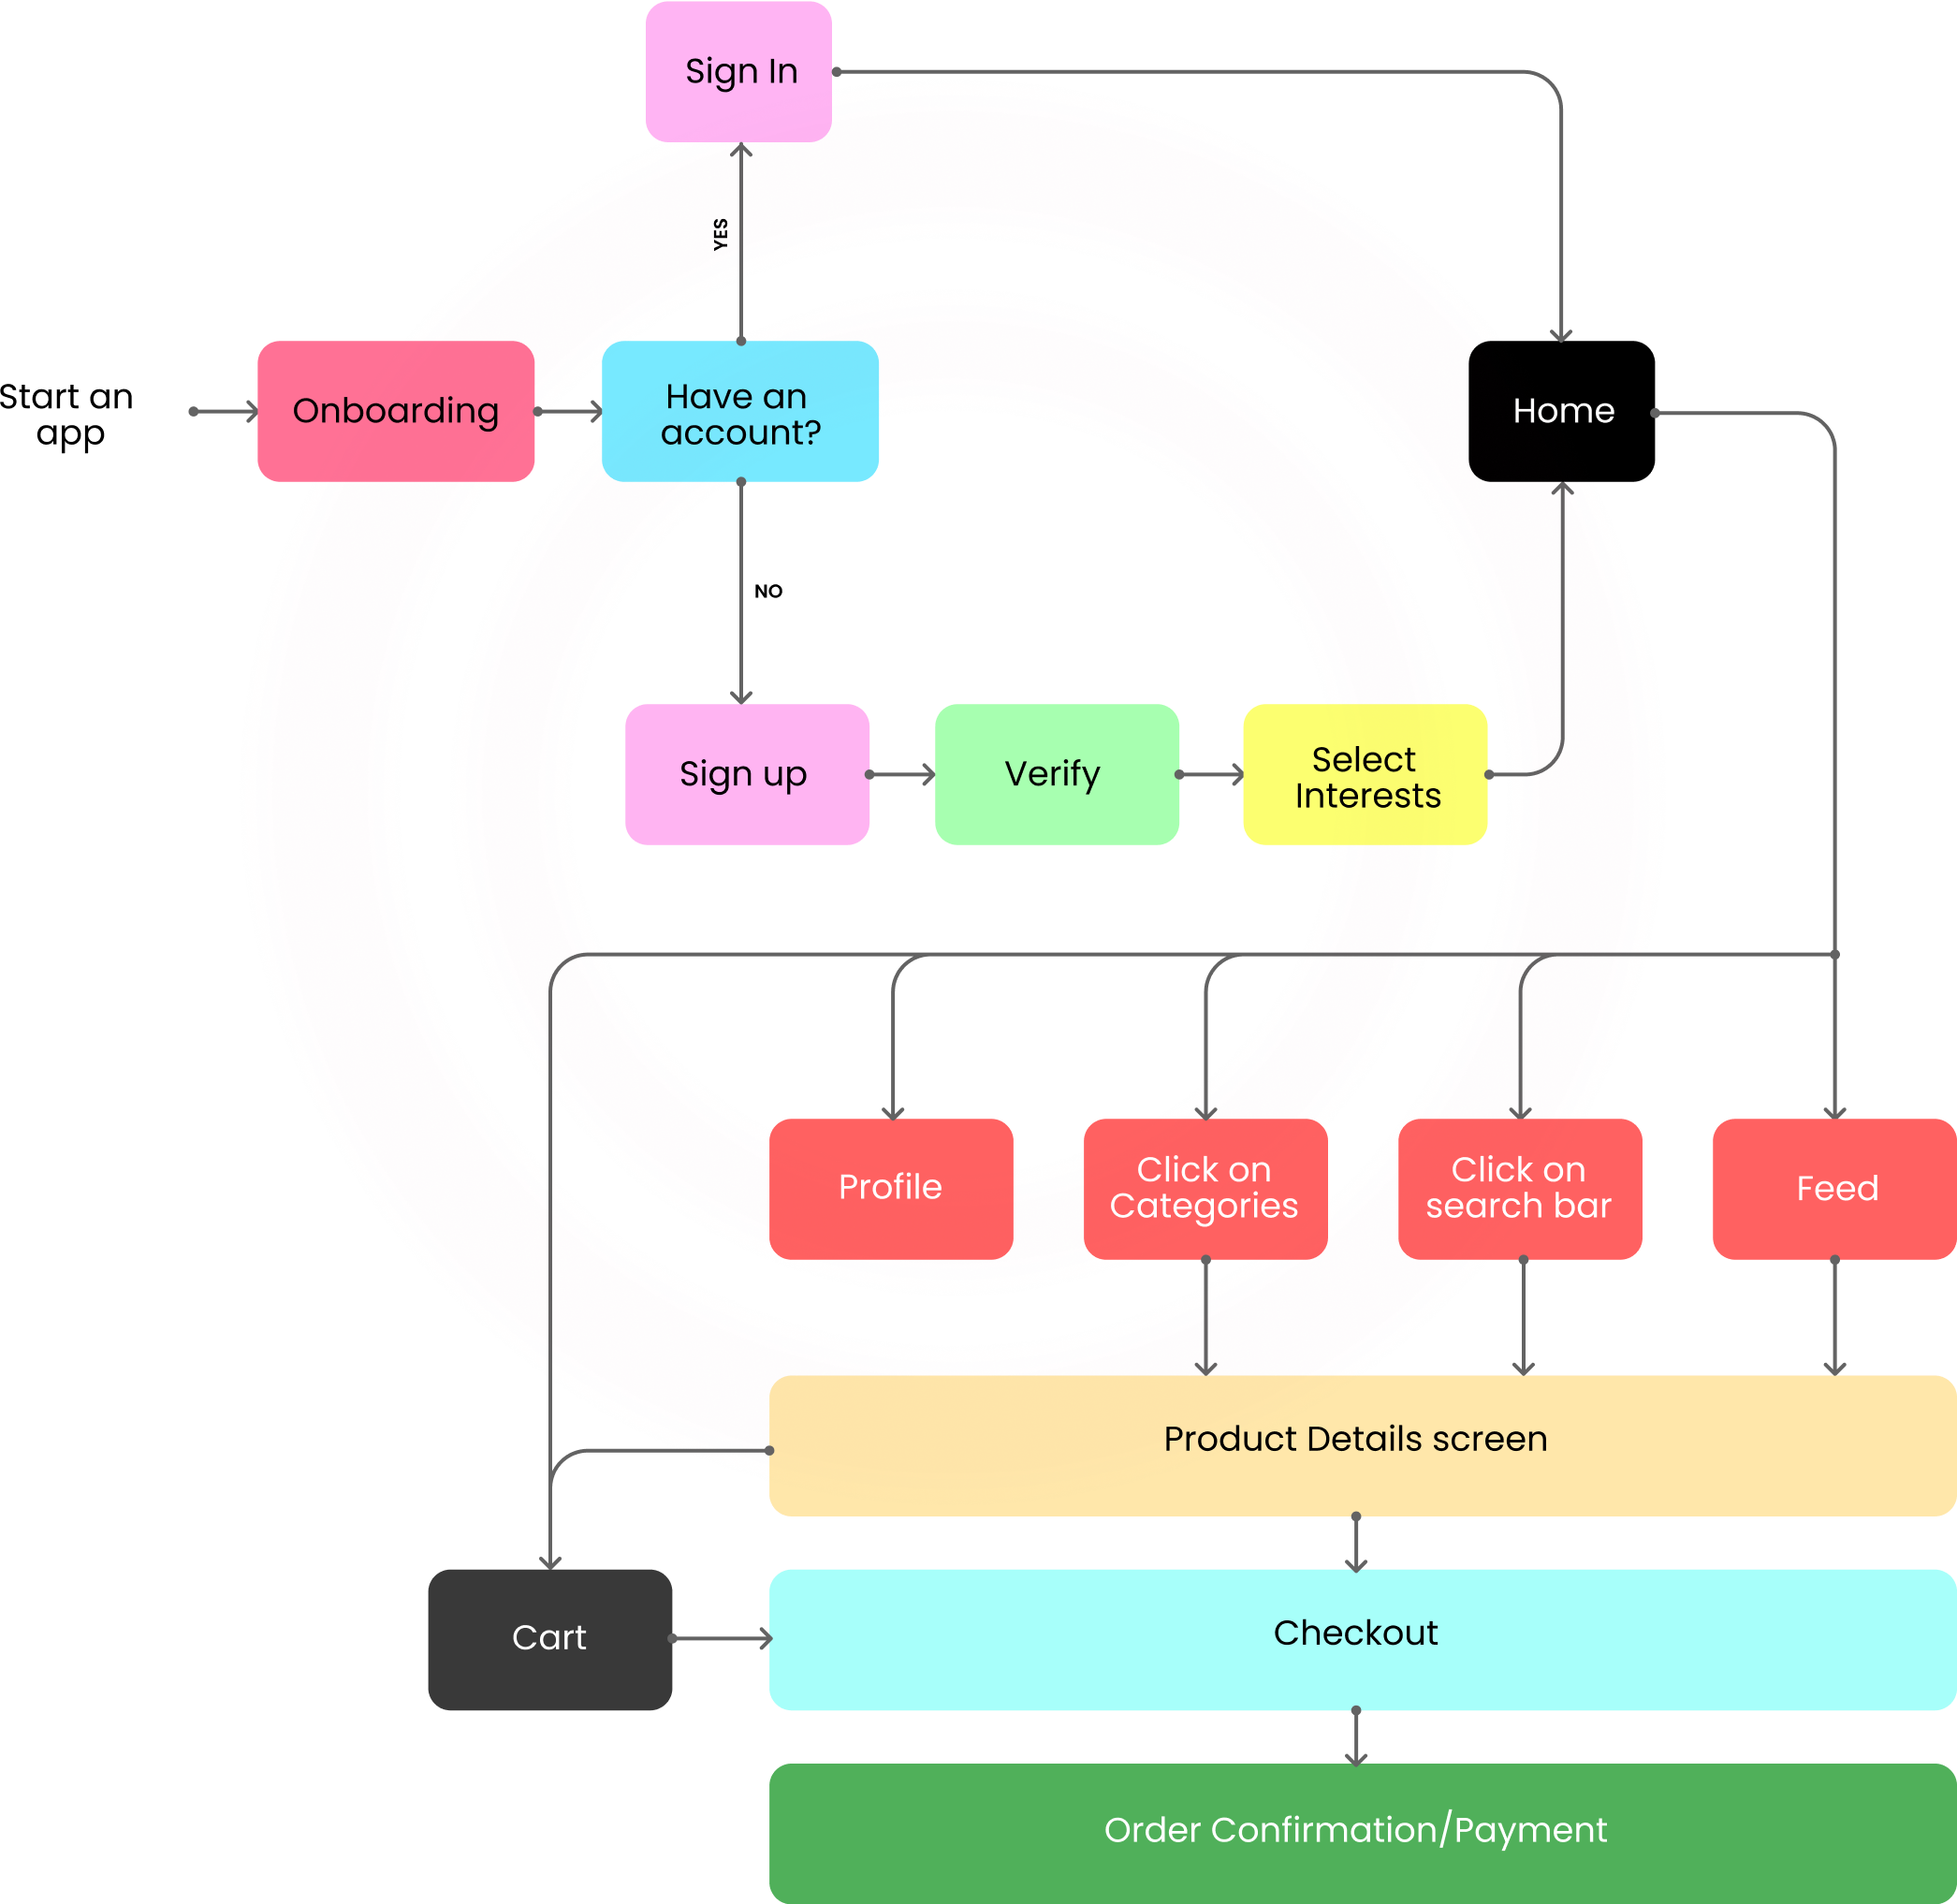 Sign In
YES
Start an
app
Onboarding
Have an
account?
Home
NO
Sign up
Verify
Select
Interests
Profile
Click on
Categories
Click on
search bar
Feed
Product Details screen
Cart
Checkout
Order Confirmation/Payment